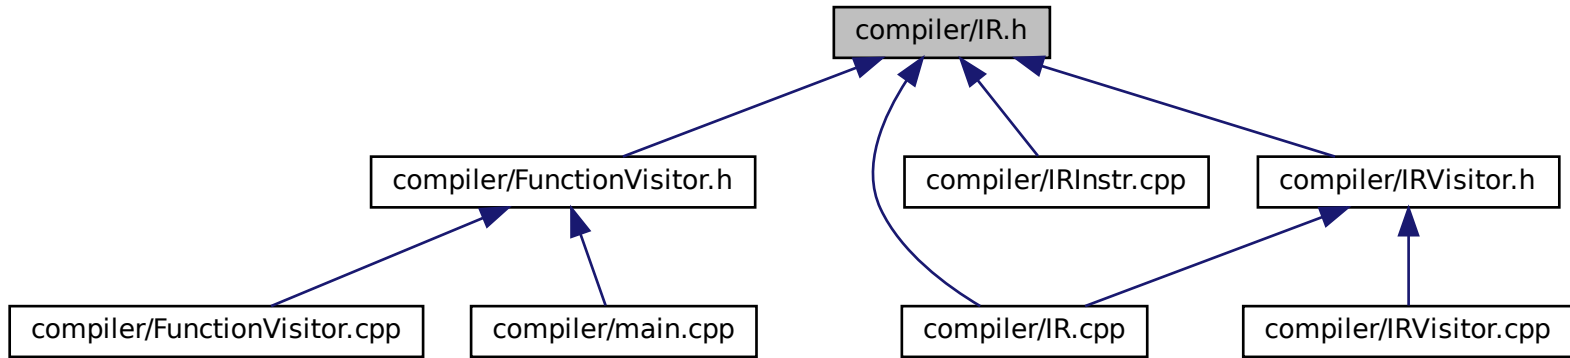 compiler/IR.h
compiler/FunctionVisitor.h
compiler/IRInstr.cpp
compiler/IRVisitor.h
compiler/FunctionVisitor.cpp
compiler/main.cpp
compiler/IR.cpp
compiler/IRVisitor.cpp